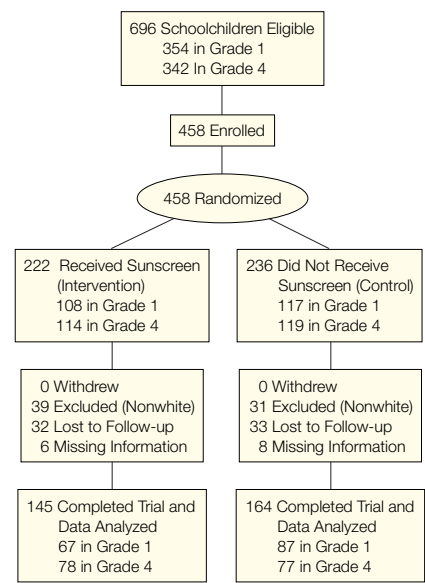 696 Schoolchildren Eligible
354 in Grade 1
342 In Grade 4
458 Enrolled
458 Randomized
222 Received Sunscreen
(Intervention)
108 in Grade 1
114 in Grade 4
236 Did Not Receive
Sunscreen (Control)
117 in Grade 1
119 in Grade 4
0 Withdrew
39 Excluded (Nonwhite)
32 Lost to Follow-up
6 Missing Information
0 Withdrew
31 Excluded (Nonwhite)
33 Lost to Follow-up
8 Missing Information
145 Completed Trial and
Data Analyzed
67 in Grade 1
78 in Grade 4
164 Completed Trial and
Data Analyzed
87 in Grade 1
77 in Grade 4